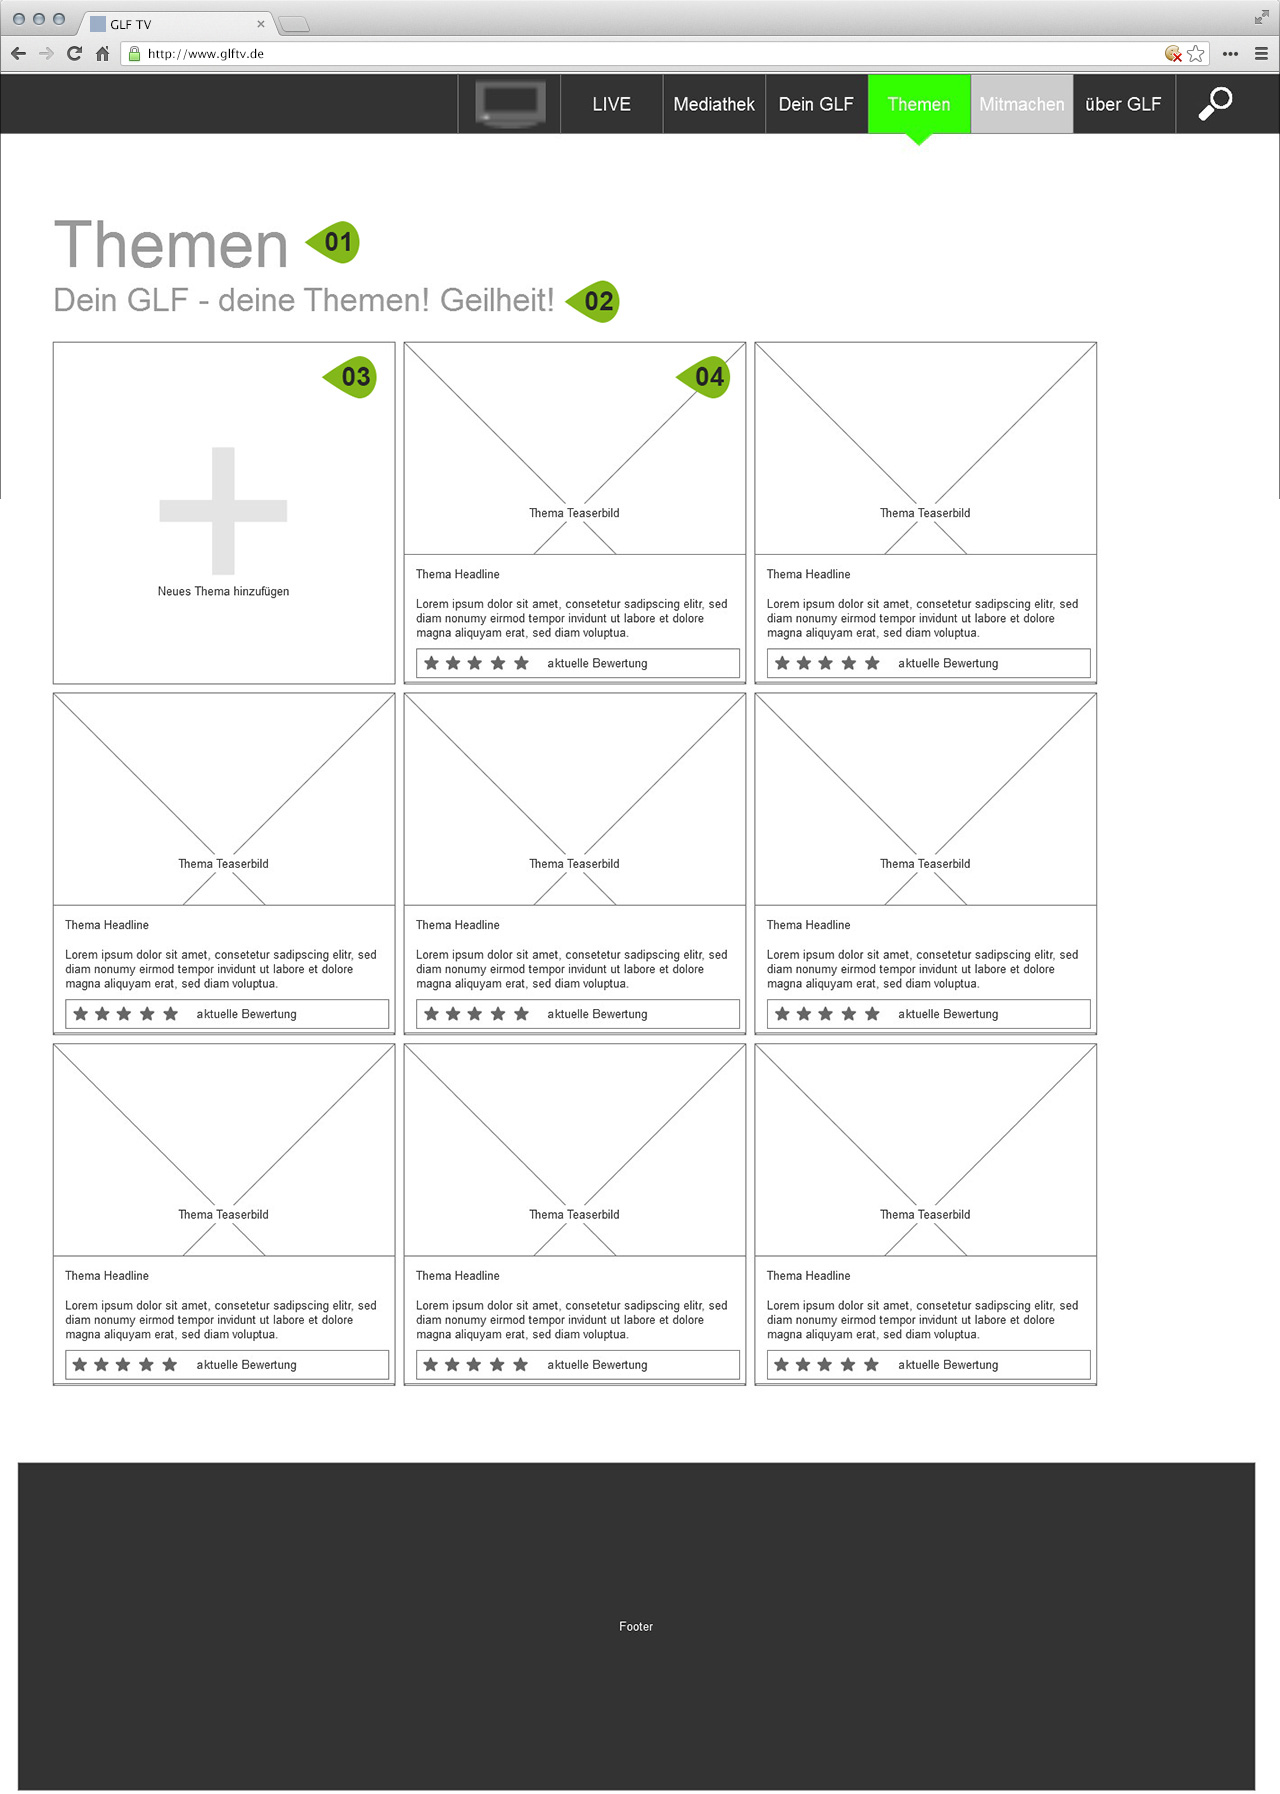 GLF TV
http://www.glftv.de
LIVE
Mediathek
Dein GLF
Themen
Mitmachen
über GLF
Themen
01
Dein GLF - deine Themen! Geilheit!
02
03
Neues Thema hinzufügen
04
Thema Teaserbild
Thema Headline
Lorem ipsum dolor sit amet, consetetur sadipscing elitr, sed
diam nonumy eirmod tempor invidunt ut labore et dolore
magna aliquyam erat, sed diam voluptua.
aktuelle Bewertung
Thema Teaserbild
Thema Headline
Lorem ipsum dolor sit amet, consetetur sadipscing elitr, sed
diam nonumy eirmod tempor invidunt ut labore et dolore
magna aliquyam erat, sed diam voluptua.
aktuelle Bewertung
Thema Teaserbild
Thema Headline
Lorem ipsum dolor sit amet, consetetur sadipscing elitr, sed
diam nonumy eirmod tempor invidunt ut labore et dolore
magna aliquyam erat, sed diam voluptua.
aktuelle Bewertung
Thema Teaserbild
Thema Headline
Lorem ipsum dolor sit amet, consetetur sadipscing elitr, sed
diam nonumy eirmod tempor invidunt ut labore et dolore
magna aliquyam erat, sed diam voluptua.
aktuelle Bewertung
Thema Teaserbild
Thema Headline
Lorem ipsum dolor sit amet, consetetur sadipscing elitr, sed
diam nonumy eirmod tempor invidunt ut labore et dolore
magna aliquyam erat, sed diam voluptua.
aktuelle Bewertung
Thema Teaserbild
Thema Headline
Lorem ipsum dolor sit amet, consetetur sadipscing elitr, sed
diam nonumy eirmod tempor invidunt ut labore et dolore
magna aliquyam erat, sed diam voluptua.
aktuelle Bewertung
Thema Teaserbild
Thema Headline
Lorem ipsum dolor sit amet, consetetur sadipscing elitr, sed
diam nonumy eirmod tempor invidunt ut labore et dolore
magna aliquyam erat, sed diam voluptua.
aktuelle Bewertung
Thema Teaserbild
Thema Headline
Lorem ipsum dolor sit amet, consetetur sadipscing elitr, sed
diam nonumy eirmod tempor invidunt ut labore et dolore
magna aliquyam erat, sed diam voluptua.
aktuelle Bewertung
Footer